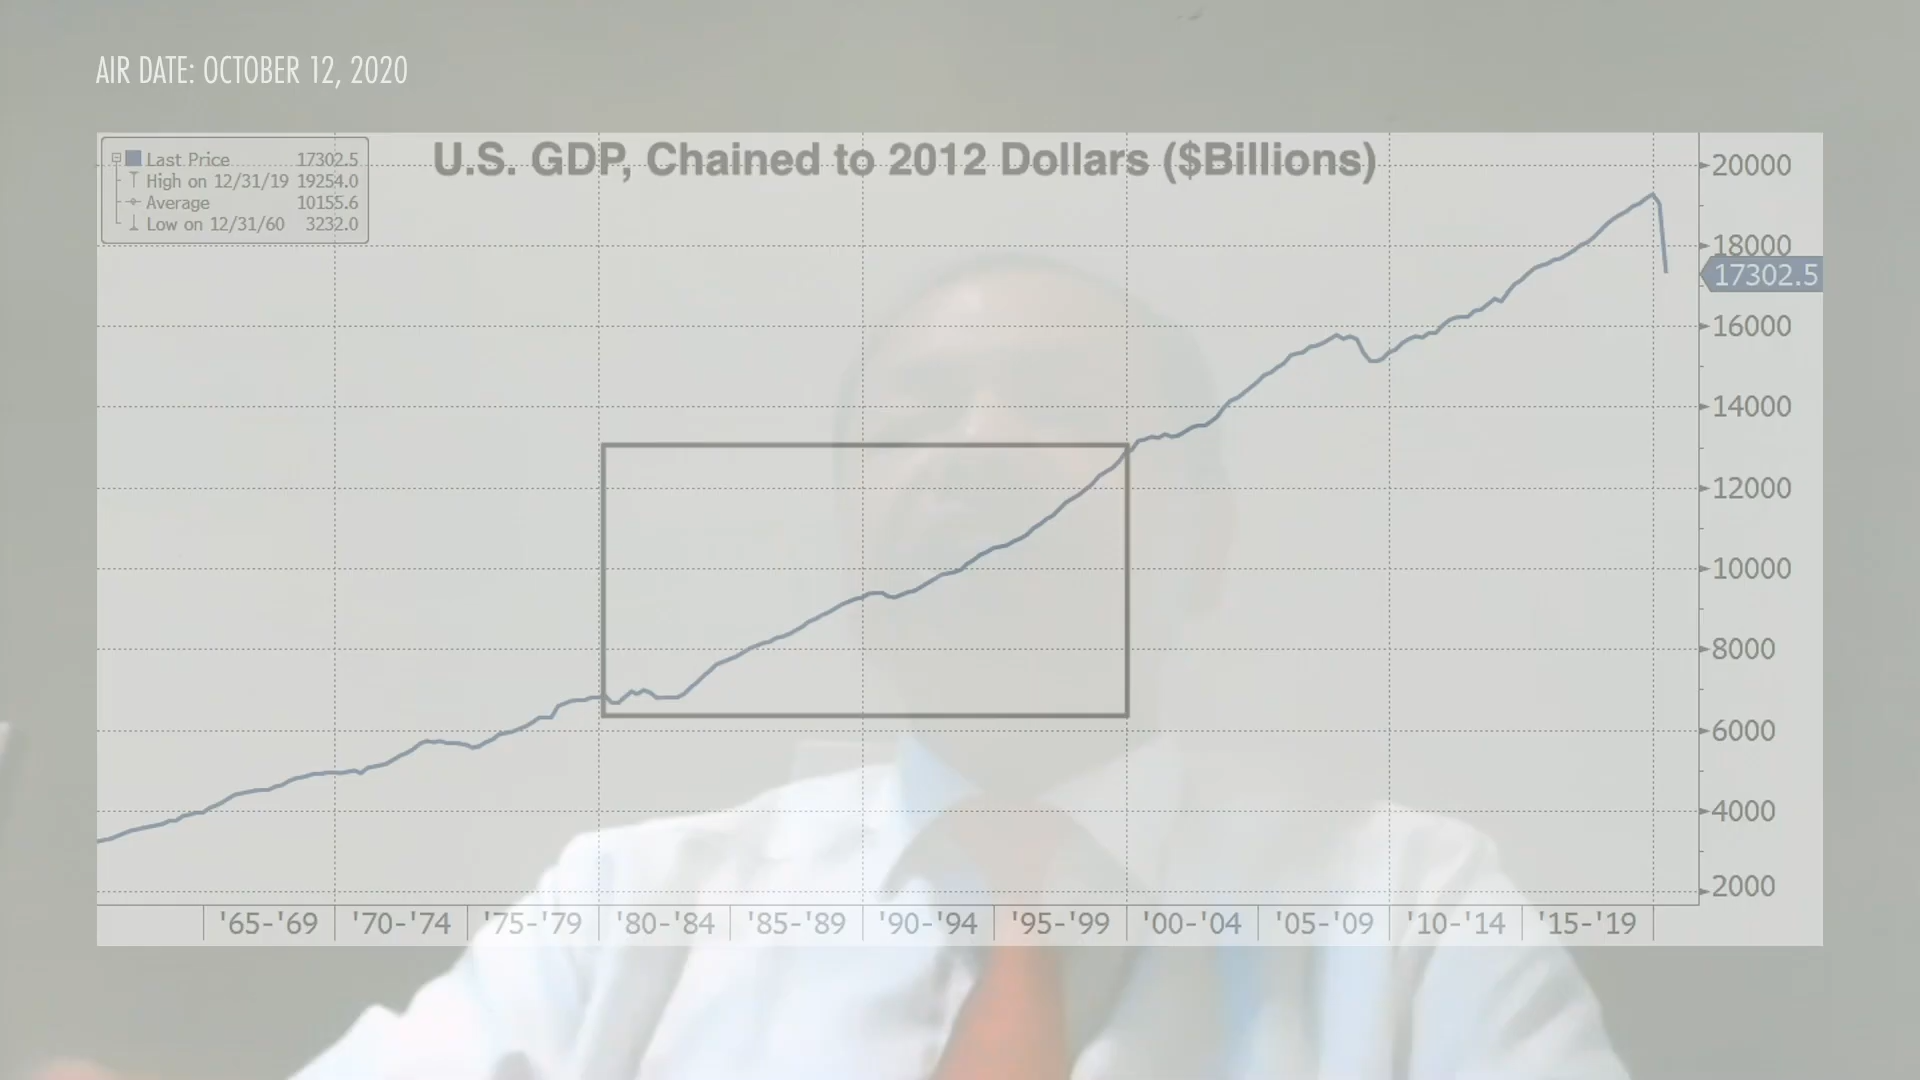 AIR DATE: OCTOBER 12, 2020
U.S. GDP, Chained to 2012 Dollars ($Billions)
Last Price 17302.5
High on 12/31/19 19254.0
Average 10155.6
Low on 12/31/60 3232.0
20000
18000
17302.5
16000
14000
12000
10000
8000
6000
4000
2000
'65-'69 '70-'74 '75-'79 '80-'84 '85-'89 '90-'94 '95-'99 '00-'04 '05-'09 '10-'14 '15-'19